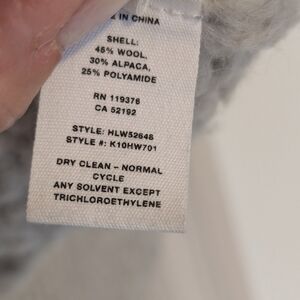 IN CHINA
SHELL:
45% WOOL,
30% ALPACA,
25% POLYAMIDE
RN 119376
CA 52192
STYLE: HLW52648
STYLE #: K10HW701
DRY CLEAN – NORMAL
CYCLE
ANY SOLVENT EXCEPT
TRICHLOROETHYLENE